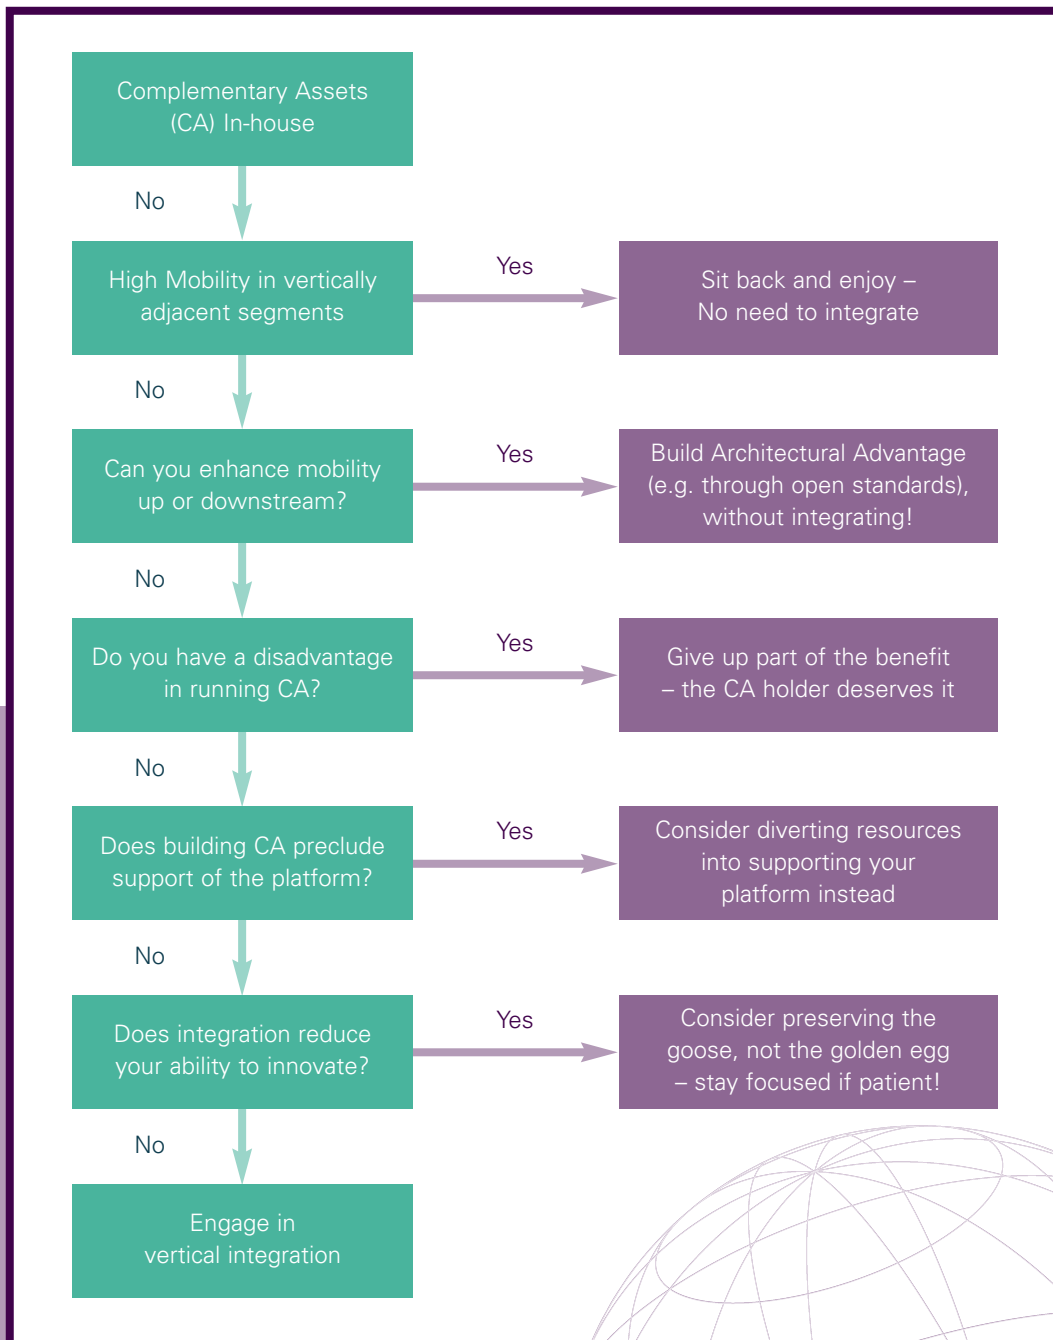 Complementary Assets
(CA) In-house
No
High Mobility in vertically
adjacent segments
Yes
Sit back and enjoy –
No need to integrate
No
Can you enhance mobility
up or downstream?
Yes
Build Architectural Advantage
(e.g. through open standards),
without integrating!
No
Do you have a disadvantage
in running CA?
Yes
Give up part of the benefit
– the CA holder deserves it
No
Does building CA preclude
support of the platform?
Yes
Consider diverting resources
into supporting your
platform instead
No
Does integration reduce
your ability to innovate?
Yes
Consider preserving the
goose, not the golden egg
– stay focused if patient!
No
Engage in
vertical integration